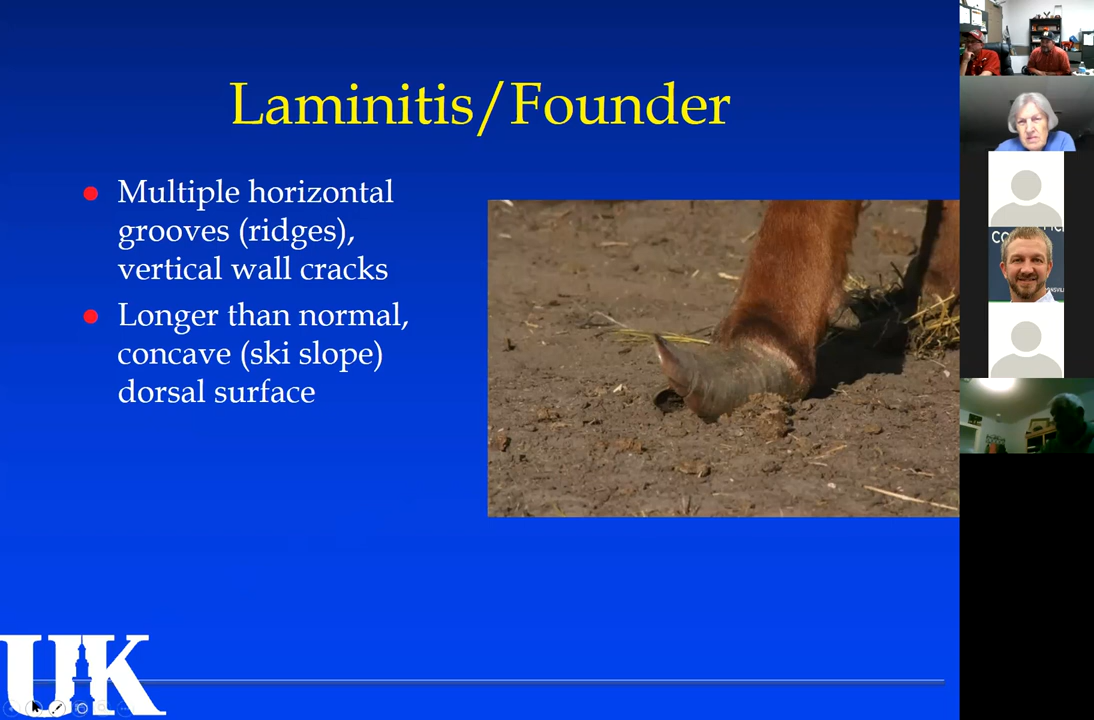 Laminitis/Founder
Multiple horizontal
grooves (ridges),
vertical wall cracks
Longer than normal,
concave (ski slope)
dorsal surface
UK